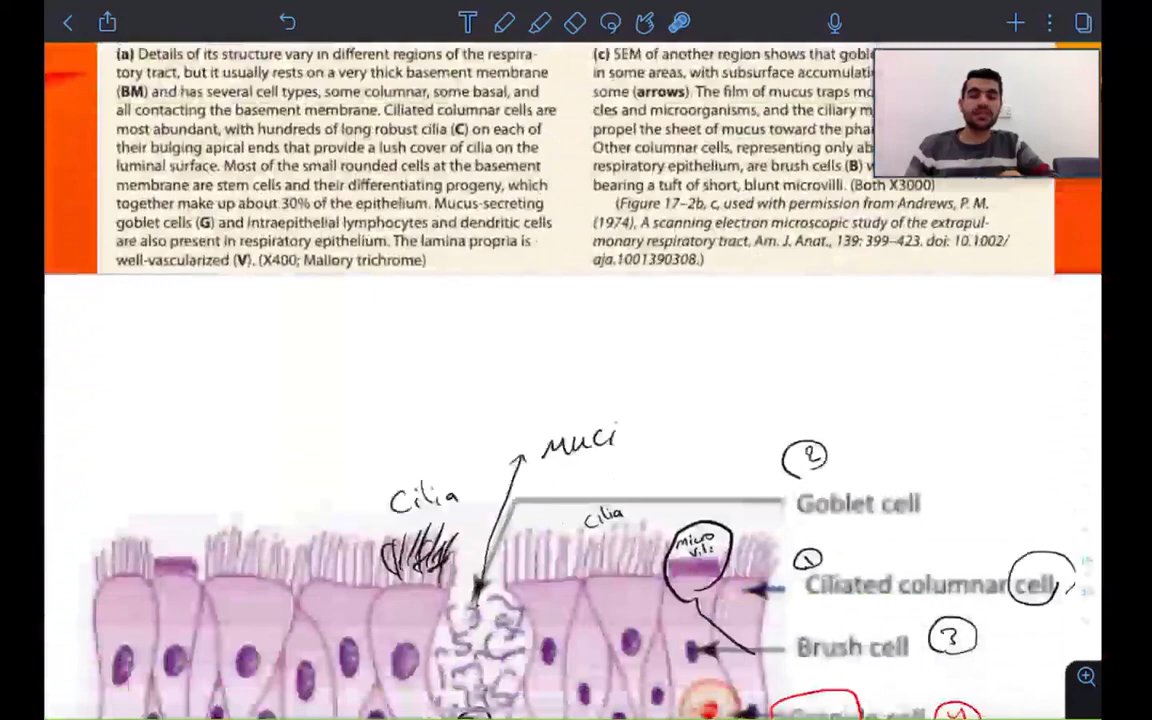 (a) Details of its structure vary in different regions of the respira-
tory tract, but it usually rests on a very thick basement membrane
(BM) and has several cell types, some columnar, some basal, and
all contacting the basement membrane. Ciliated columnar cells are
most abundant, with hundreds of long robust cilia (C) on each of
their bulging apical ends that provide a lush cover of cilia on the
luminal surface. Most of the small rounded cells at the basement
membrane are stem cells and their differentiating progeny, which
together make up about 30% of the epithelium. Mucus-secreting
goblet cells (G) and intraepithelial lymphocytes and dendritic cells
are also present in respiratory epithelium. The lamina propria is
well-vascularized (V). (X400; Mallory trichrome)
(c) SEM of another region shows that
in some areas, with subsurface
some (arrows). The film of mucus traps
cles and microorganisms, and the ciliary
propel the sheet of mucus toward the
Other columnar cells, representing only
respiratory epithelium, are brush cells (B)
bearing a tuft of short, blunt microvilli. (Both X3000)
(Figure 17–2b, c, used with permission from Andrews, P. M.
(1974), A scanning electron microscopic study of the extrapul-
monary respiratory tract, Am. J. Anat., 139: 399–423. doi: 10.1002/
aja.1001390308.)
Muci
2
Goblet cell
Cilia
Cilia
micro
1
Ciliated columnar cell
Brush cell
3